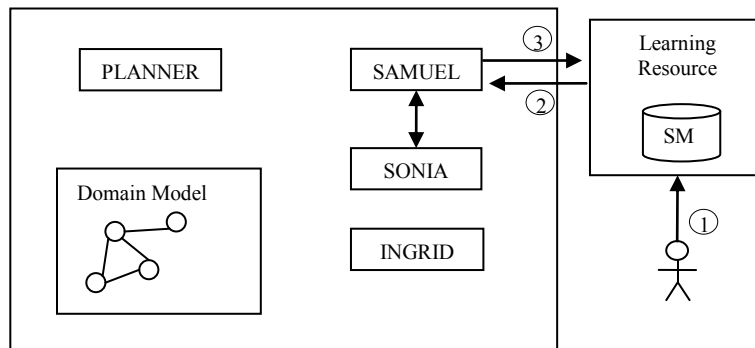 PLANNER
SAMUEL
3
2
Learning
Resource
SM
SONIA
Domain Model
INGRID
1